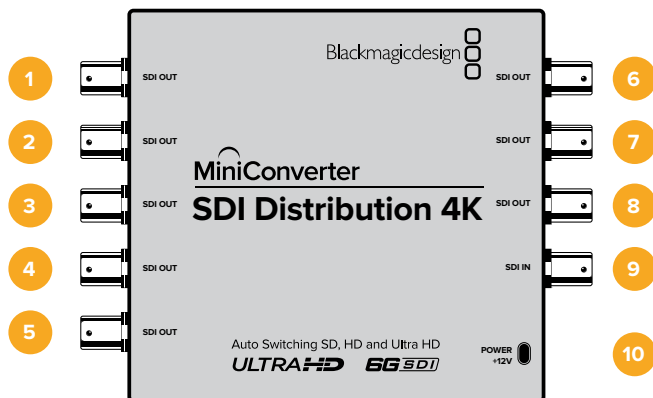 Blackmagicdesign
1
SDI OUT
SDI OUT
6
2
SDI OUT
SDI OUT
7
MiniConverter
3
SDI OUT
SDI Distribution 4K
SDI OUT
8
4
SDI OUT
SDI IN
9
5
SDI OUT
Auto Switching SD, HD and Ultra HD
ULTRAHD 6G SDI
POWER
+12V
10